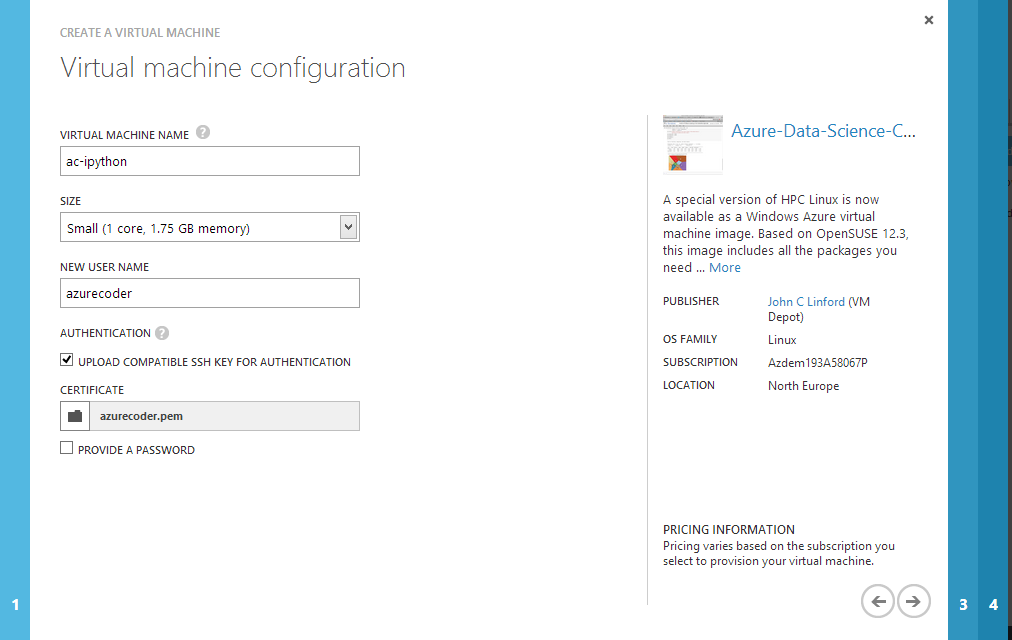 CREATE A VIRTUAL MACHINE
Virtual machine configuration
VIRTUAL MACHINE NAME ?
ac-ipython
SIZE
Small (1 core, 1.75 GB memory)
NEW USER NAME
azurecoder
AUTHENTICATION ?
UPLOAD COMPATIBLE SSH KEY FOR AUTHENTICATION
CERTIFICATE
azurecoder.pem
PROVIDE A PASSWORD
Azure-Data-Science-C...
A special version of HPC Linux is now
available as a Windows Azure virtual
machine image. Based on OpenSUSE 12.3,
this image includes all the packages you
need ... More
PUBLISHER John C Linford (VM
Depot)
OS FAMILY Linux
SUBSCRIPTION Azdem193A58067P
LOCATION North Europe
PRICING INFORMATION
Pricing varies based on the subscription you
select to provision your virtual machine.
1
3
4